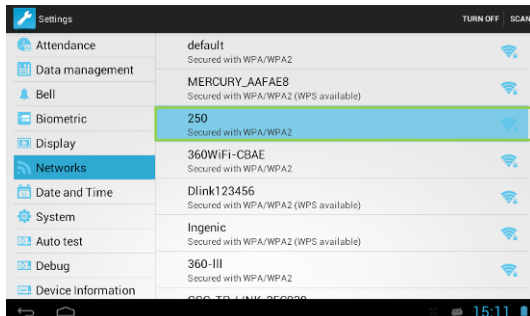 Settings
TURN OFF SCAN
Attendance
Data management
Bell
Biometric
Display
Networks
Date and Time
System
Auto test
Debug
Device Information
default
Secured with WPA/WPA2
MERCURY_AAFAE8
Secured with WPA/WPA2 (WPS available)
250
Secured with WPA/WPA2
360WiFi-CBAE
Secured with WPA/WPA2
Dlink123456
Secured with WPA/WPA2 (WPS available)
Ingenic
Secured with WPA/WPA2 (WPS available)
360-III
Secured with WPA/WPA2
15:11